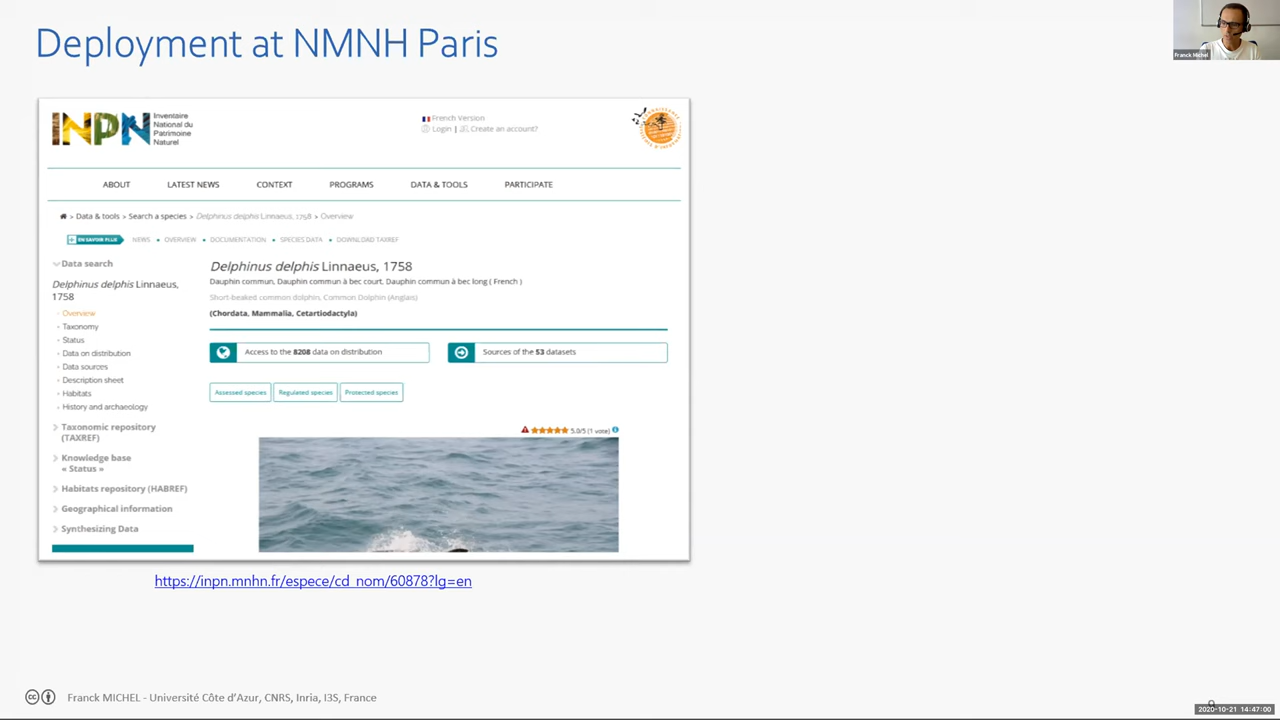 Deployment at NMNH Paris
Franck Michel
INPN
Inventaire
National du
Patrimoine
Naturel
French Version
Login | Create an account?
ABOUT LATEST NEWS CONTEXT PROGRAMS DATA & TOOLS PARTICIPATE
> Data & tools > Search a species > Delphinus delphis Linnaeus, 1758 > Overview
EN SAVOIR PLUS NEWS • OVERVIEW • DOCUMENTATION • SPECIES DATA • DOWNLOAD TAXREF
Data search
Delphinus delphis Linnaeus,
1758
Overview
Taxonomy
Status
Data on distribution
Data sources
Description sheet
Habitats
History and archaeology
Taxonomic repository
(TAXREF)
Knowledge base
« Status »
Habitats repository (HABREF)
Geographical information
Synthesizing Data
Delphinus delphis Linnaeus, 1758
Dauphin commun, Dauphin commun à bec court, Dauphin commun à bec long ( French )
Short-beaked common dolphin, Common Dolphin (Anglais)
(Chordata, Mammalia, Cetartiodactyla)
Access to the 8208 data on distribution
Sources of the 53 datasets
Assessed species Regulated species Protected species
5.0/5 (1 vote)
https://inpn.mnhn.fr/espece/cd_nom/60878?lg=en
cc Franck MICHEL - Université Côte d'Azur, CNRS, Inria, I3S, France
2020-10-21 14:47:00